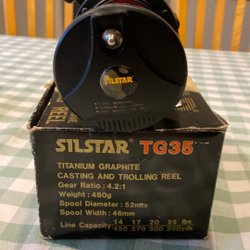 SILSTAR
SILSTAR TG35
TITANIUM GRAPHITE
CASTING AND TROLLING REEL
Gear Ratio : 4.2:1
Weight : 480g
Spool Diameter : 52mm
Spool Width : 46mm
14 17 20 25 lbs
Line Capacity : 450 370 300 250yds